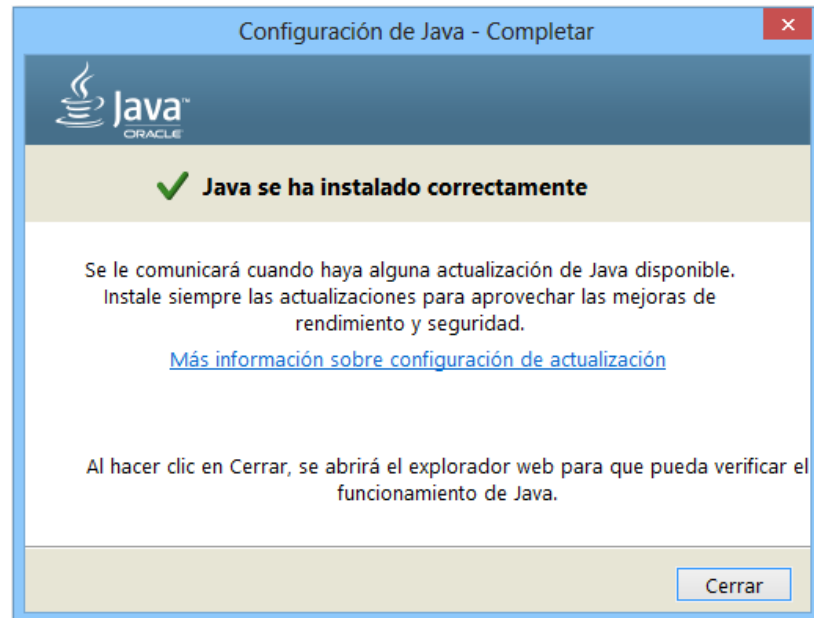 Configuración de Java - Completar
Java™
ORACLE
Java se ha instalado correctamente
Se le comunicará cuando haya alguna actualización de Java disponible.
Instale siempre las actualizaciones para aprovechar las mejoras de
rendimiento y seguridad.
Más información sobre configuración de actualización
Al hacer clic en Cerrar, se abrirá el explorador web para que pueda verificar el
funcionamiento de Java.
Cerrar